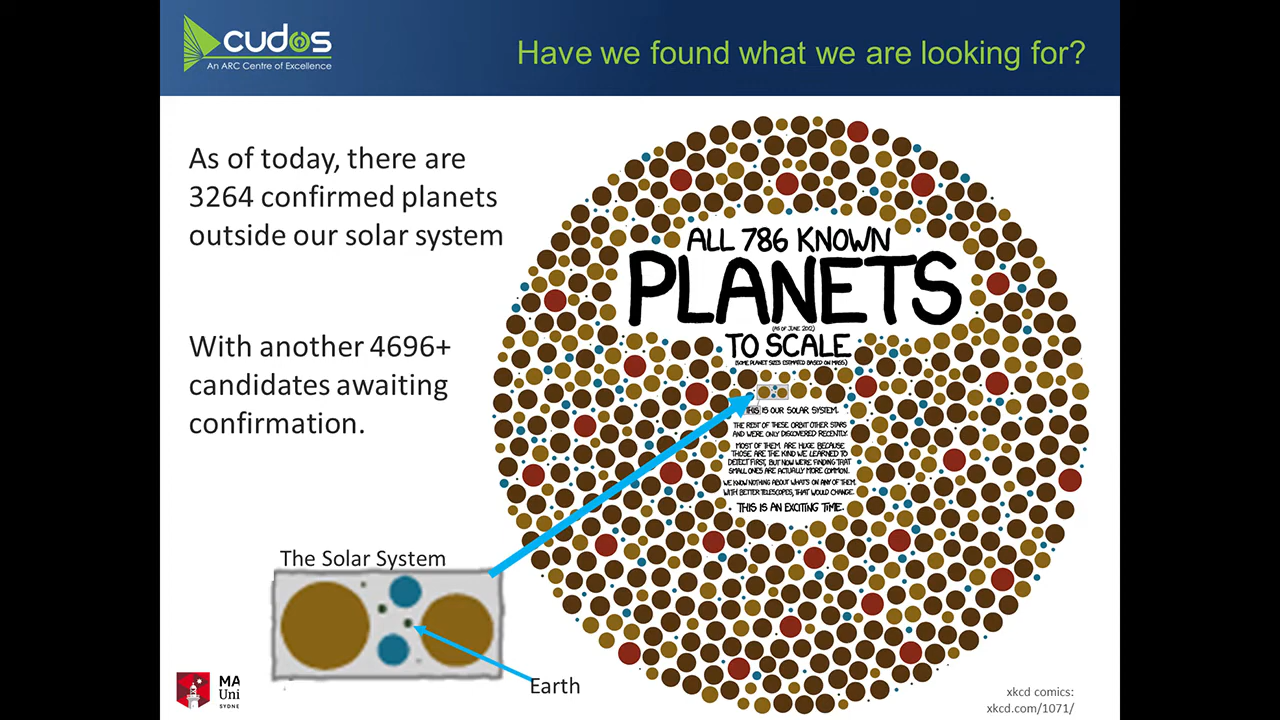 cudos
An ARC Centre of Excellence
Have we found what we are looking for?
As of today, there are
3264 confirmed planets
outside our solar system
With another 4696+
candidates awaiting
confirmation.
ALL 786 KNOWN
PLANETS
(AS OF JUNE 2012)
TO SCALE
(SOME PLANET SIZES ESTIMATED BASED ON MASS)
THIS IS OUR SOLAR SYSTEM.
THE REST OF THESE ORBIT OTHER STARS
AND WERE ONLY DISCOVERED RECENTLY.
MOST OF THEM ARE HUGE BECAUSE
THOSE ARE THE KIND WE LEARNED TO
DETECT FIRST, BUT NOW WE'RE FINDING THAT
SMALL ONES ARE ACTUALLY MORE COMMON.
WE KNOW NOTHING ABOUT WHAT'S ON ANY OF THEM.
WITH BETTER TELESCOPES, THAT WOULD CHANGE.
THIS IS AN EXCITING TIME.
The Solar System
Earth
MA
Uni
SYDNE
xkcd comics:
xkcd.com/1071/